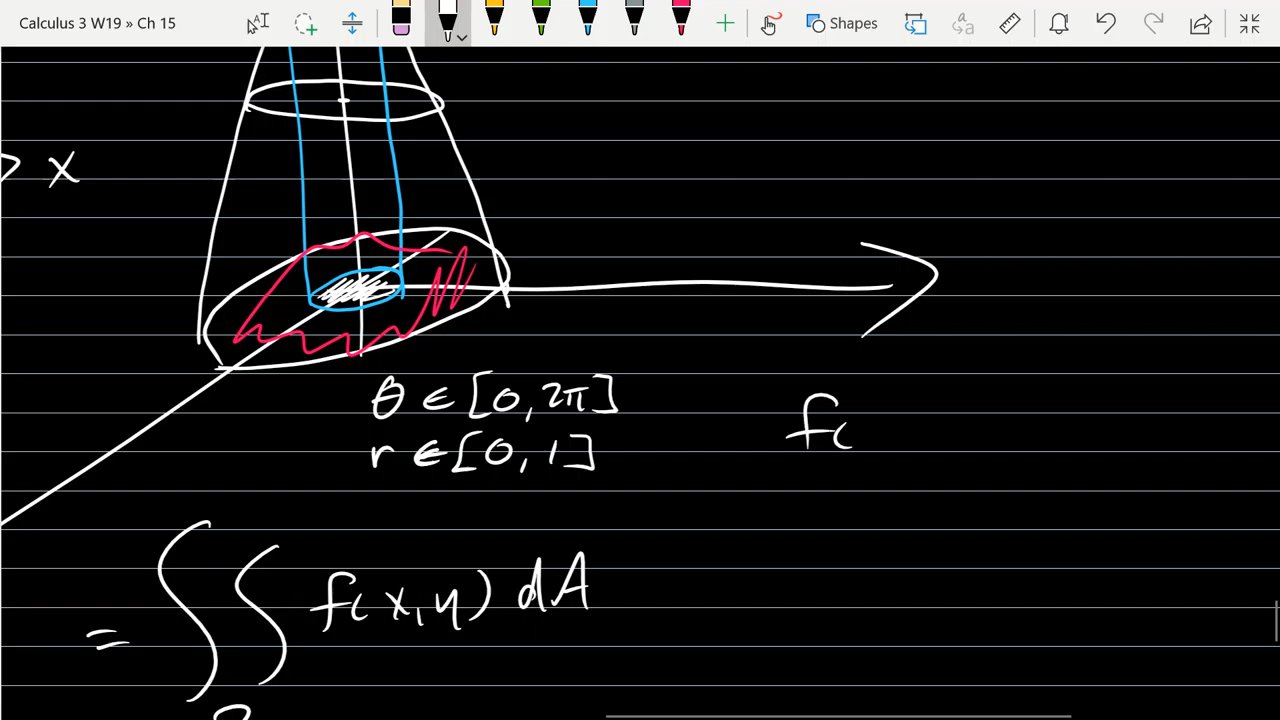 Calculus 3 W19 » Ch 15
Shapes
x
θ ∈ [0, 2π]
r ∈ [0, 1]
f(
= ∫∫ f(x, y) dA